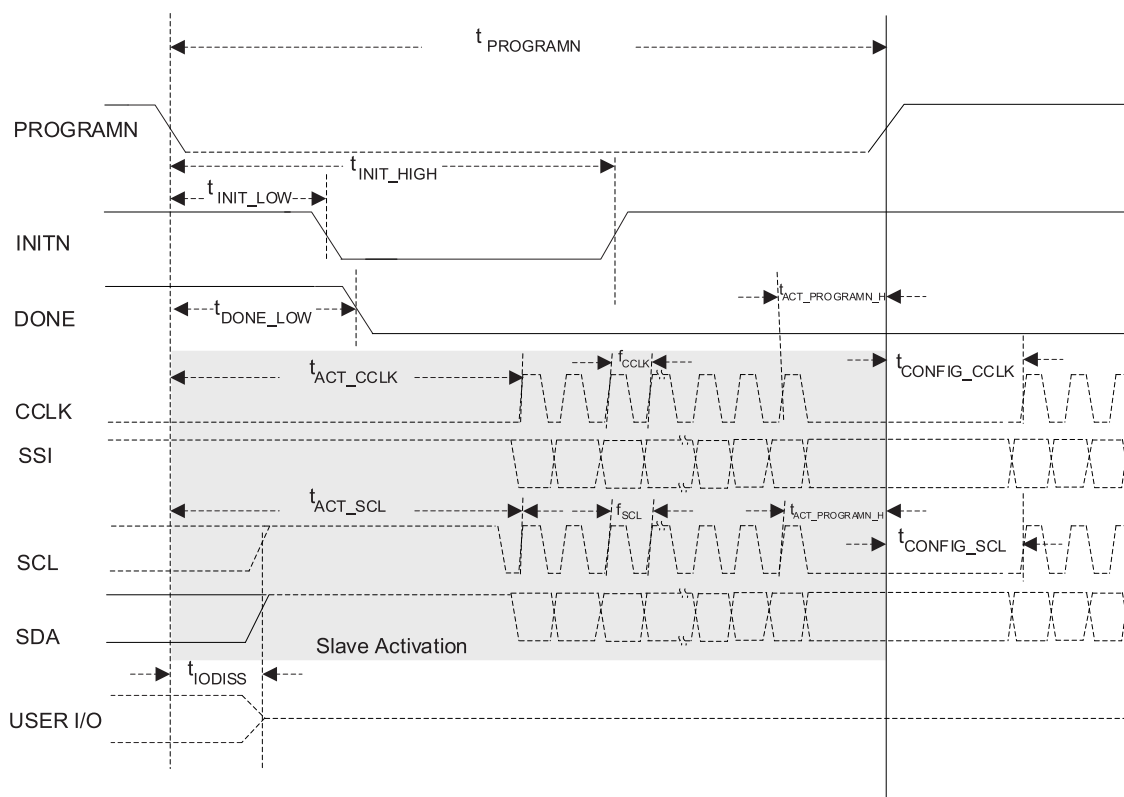 t PROGRAMN
PROGRAMN
t INIT_HIGH
t INIT_LOW
INITN
t ACT_PROGRAMN_H
t DONE_LOW
DONE
f CCLK
t CONFIG_CCLK
t ACT_CCLK
CCLK
SSI
t ACT_SCL
f SCL
t ACT_PROGRAMN_H
t CONFIG_SCL
SCL
SDA
Slave Activation
t IODISS
USER I/O